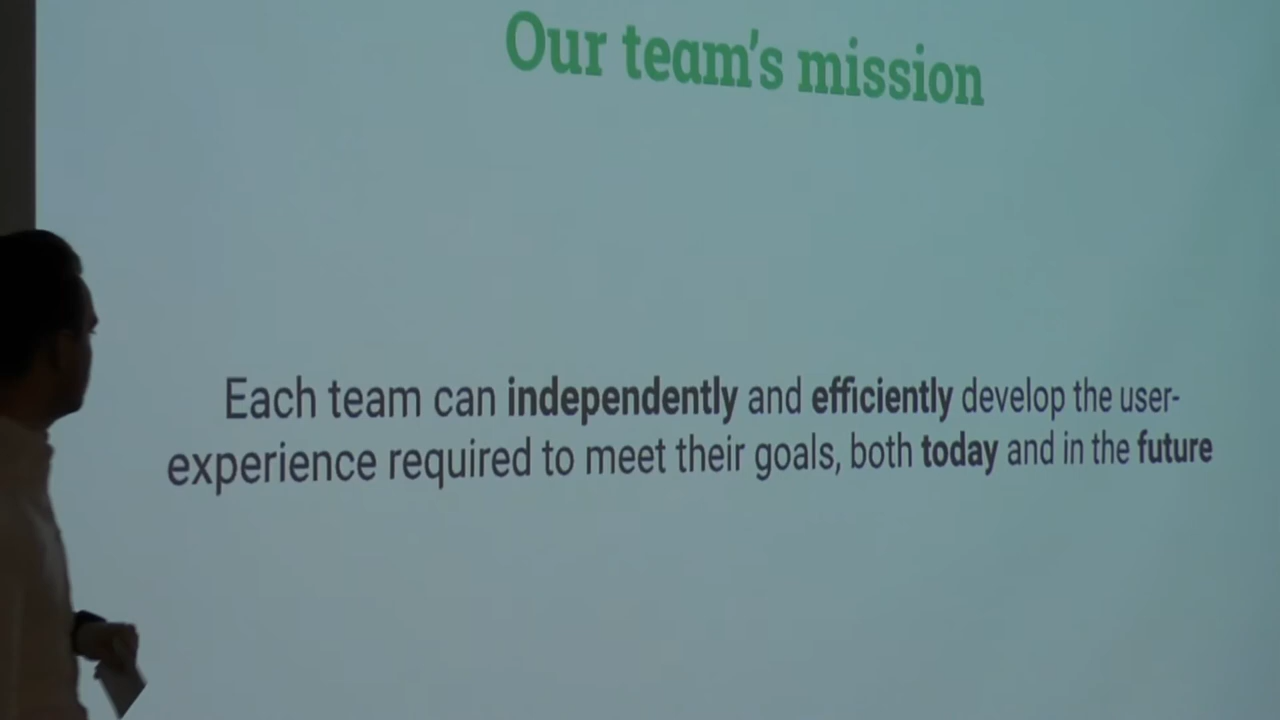 Our team's mission
Each team can independently and efficiently develop the user-
experience required to meet their goals, both today and in the future